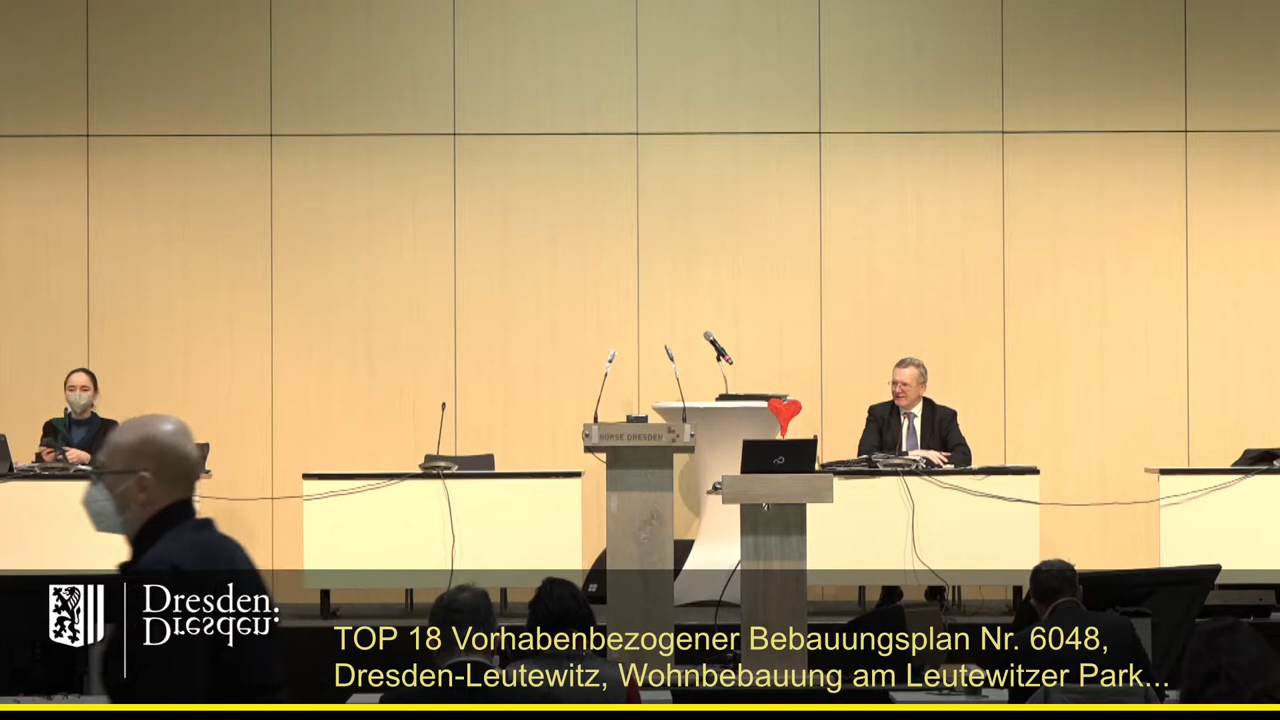 BÖRSE DRESDEN
Dresden.
Dresden.
TOP 18 Vorhabenbezogener Bebauungsplan Nr. 6048,
Dresden-Leutewitz, Wohnbebauung am Leutewitzer Park...